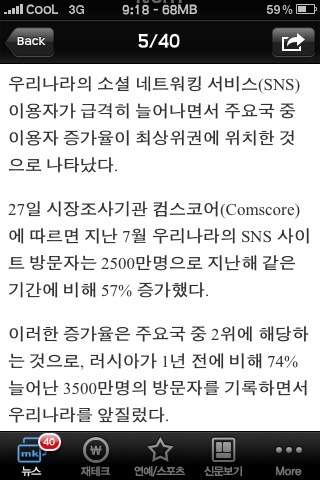 CooL 3G 9:18 - 68MB 59%
Back 5/40
우리나라의 소셜 네트워킹 서비스(SNS)
이용자가 급격히 늘어나면서 주요국 중
이용자 증가율이 최상위권에 위치한 것
으로 나타났다.
27일 시장조사기관 컴스코어(Comscore)
에 따르면 지난 7월 우리나라의 SNS 사이
트 방문자는 2500만명으로 지난해 같은
기간에 비해 57% 증가했다.
이러한 증가율은 주요국 중 2위에 해당하
는 것으로, 러시아가 1년 전에 비해 74%
늘어난 3500만명의 방문자를 기록하면서
우리나라를 앞질렀다.
mk 40 ₩
뉴스 재테크 연예/스포츠 신문보기 More